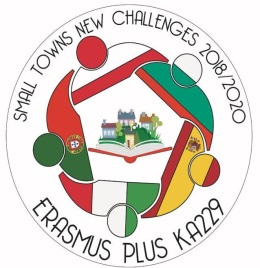 SMALL TOWNS NEW CHALLENGES 2018/2020
ERASMUS PLUS KA229